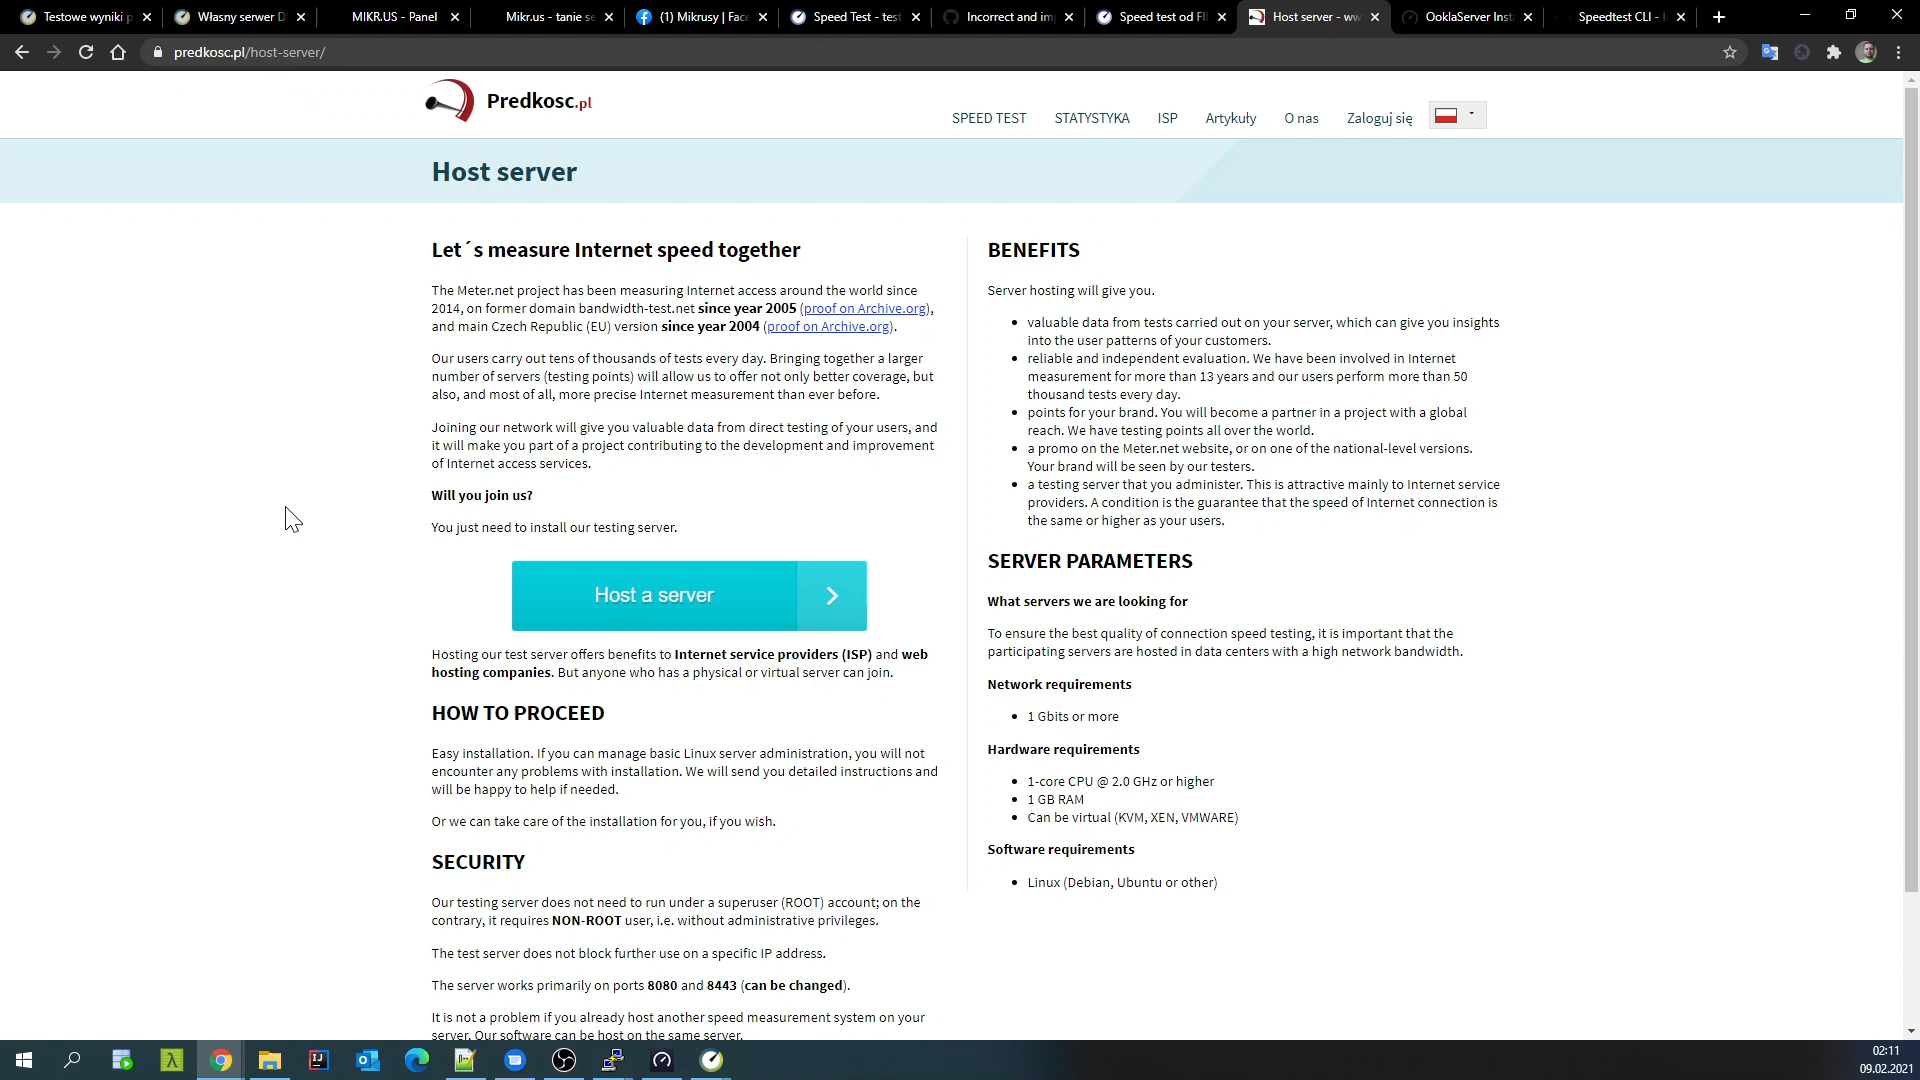 Testowe wyniki p
Własny serwer D
MIKR.US - Panel
Mikr.us - tanie se
(1) Mikrusy | Face
Speed Test - test
Incorrect and im
Speed test od FI
Host server - ww
OoklaServer Inst
Speedtest CLI - I
predkosc.pl/host-server/
Predkosc.pl
SPEED TEST
STATYSTYKA
ISP
Artykuły
O nas
Zaloguj się
Host server
Let´s measure Internet speed together
The Meter.net project has been measuring Internet access around the world since
2014, on former domain bandwidth-test.net since year 2005 (proof on Archive.org),
and main Czech Republic (EU) version since year 2004 (proof on Archive.org).
Our users carry out tens of thousands of tests every day. Bringing together a larger
number of servers (testing points) will allow us to offer not only better coverage, but
also, and most of all, more precise Internet measurement than ever before.
Joining our network will give you valuable data from direct testing of your users, and
it will make you part of a project contributing to the development and improvement
of Internet access services.
Will you join us?
You just need to install our testing server.
Host a server
Hosting our test server offers benefits to Internet service providers (ISP) and web
hosting companies. But anyone who has a physical or virtual server can join.
HOW TO PROCEED
Easy installation. If you can manage basic Linux server administration, you will not
encounter any problems with installation. We will send you detailed instructions and
will be happy to help if needed.
Or we can take care of the installation for you, if you wish.
SECURITY
Our testing server does not need to run under a superuser (ROOT) account; on the
contrary, it requires NON-ROOT user, i.e. without administrative privileges.
The test server does not block further use on a specific IP address.
The server works primarily on ports 8080 and 8443 (can be changed).
It is not a problem if you already host another speed measurement system on your
server. Our software can be host on the same server.
BENEFITS
Server hosting will give you.
valuable data from tests carried out on your server, which can give you insights
into the user patterns of your customers.
reliable and independent evaluation. We have been involved in Internet
measurement for more than 13 years and our users perform more than 50
thousand tests every day.
points for your brand. You will become a partner in a project with a global
reach. We have testing points all over the world.
a promo on the Meter.net website, or on one of the national-level versions.
Your brand will be seen by our testers.
a testing server that you administer. This is attractive mainly to Internet service
providers. A condition is the guarantee that the speed of Internet connection is
the same or higher as your users.
SERVER PARAMETERS
What servers we are looking for
To ensure the best quality of connection speed testing, it is important that the
participating servers are hosted in data centers with a high network bandwidth.
Network requirements
1 Gbits or more
Hardware requirements
1-core CPU @ 2.0 GHz or higher
1 GB RAM
Can be virtual (KVM, XEN, VMWARE)
Software requirements
Linux (Debian, Ubuntu or other)
02:11
09.02.2021